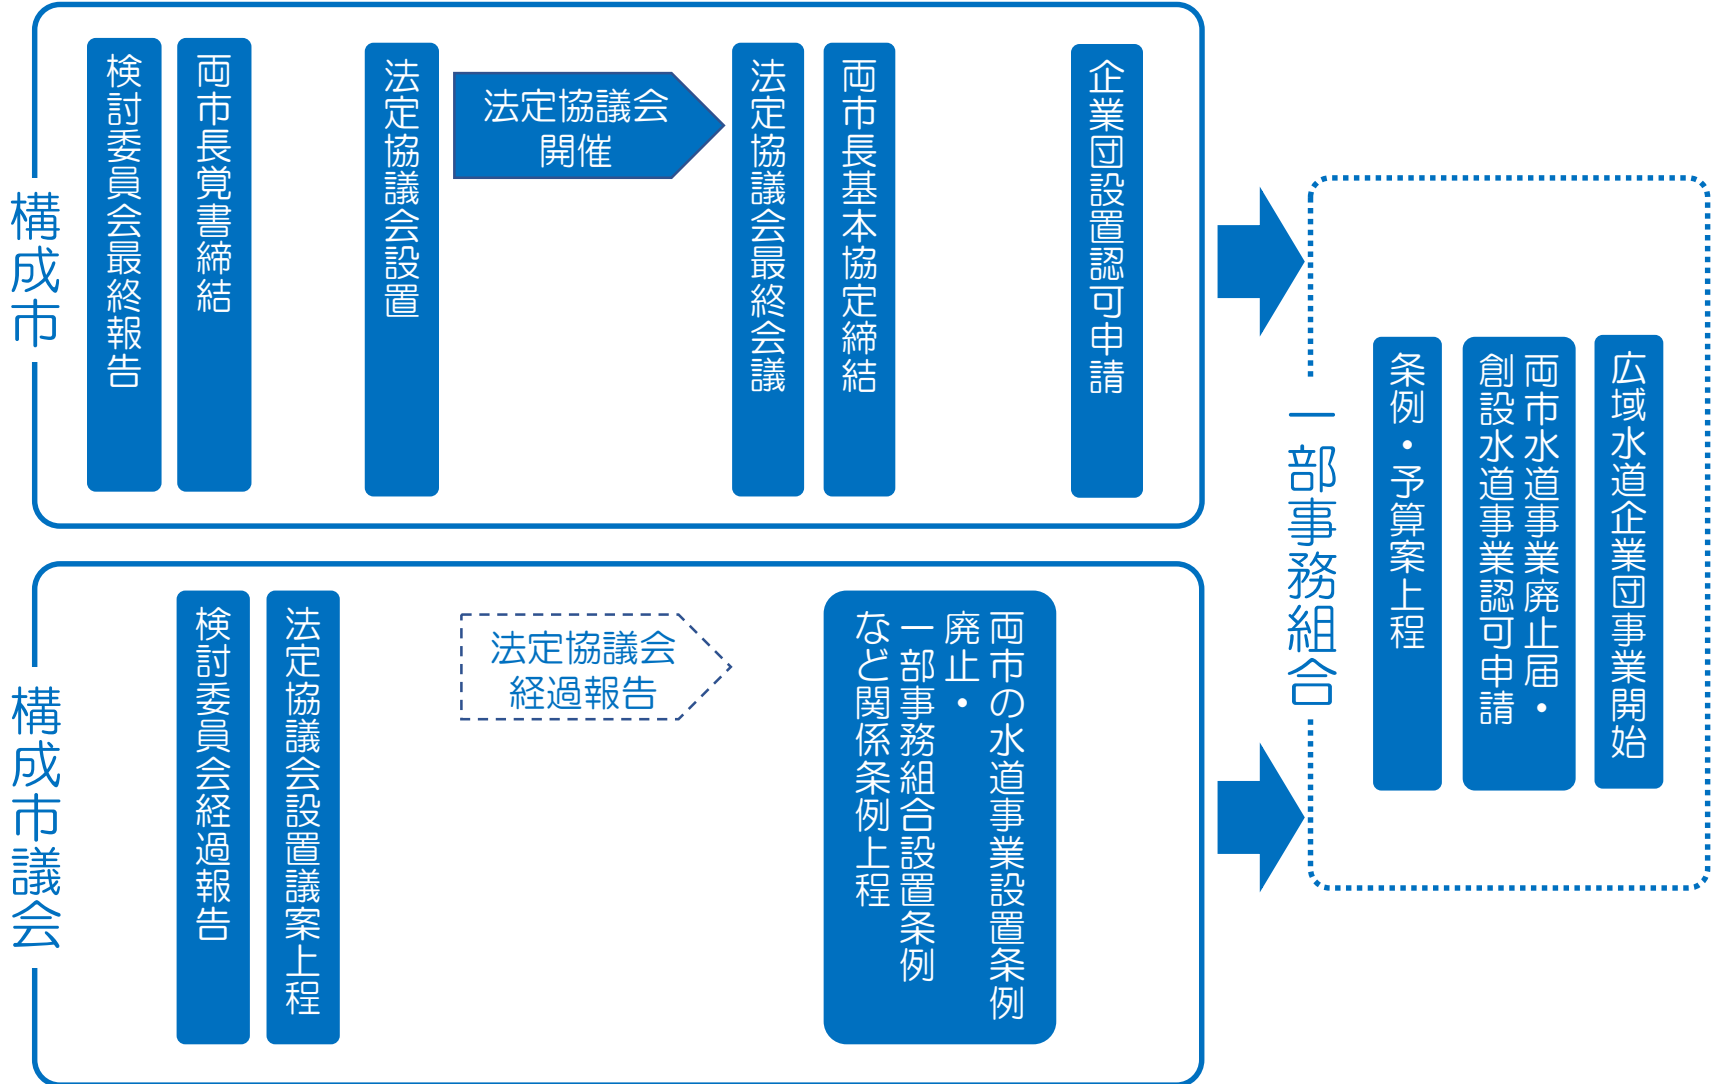 構成市
検討委員会最終報告
両市長覚書締結
法定協議会設置
法定協議会
開催
法定協議会最終会議
両市長基本協定締結
企業団設置認可申請
構成市議会
検討委員会経過報告
法定協議会設置議案上程
法定協議会
経過報告
両市の水道事業設置条例
廃止・
一部事務組合設置条例
など関係条例上程
一部事務組合
条例・予算案上程
両市水道事業廃止届・
創設水道事業認可申請
広域水道企業団事業開始